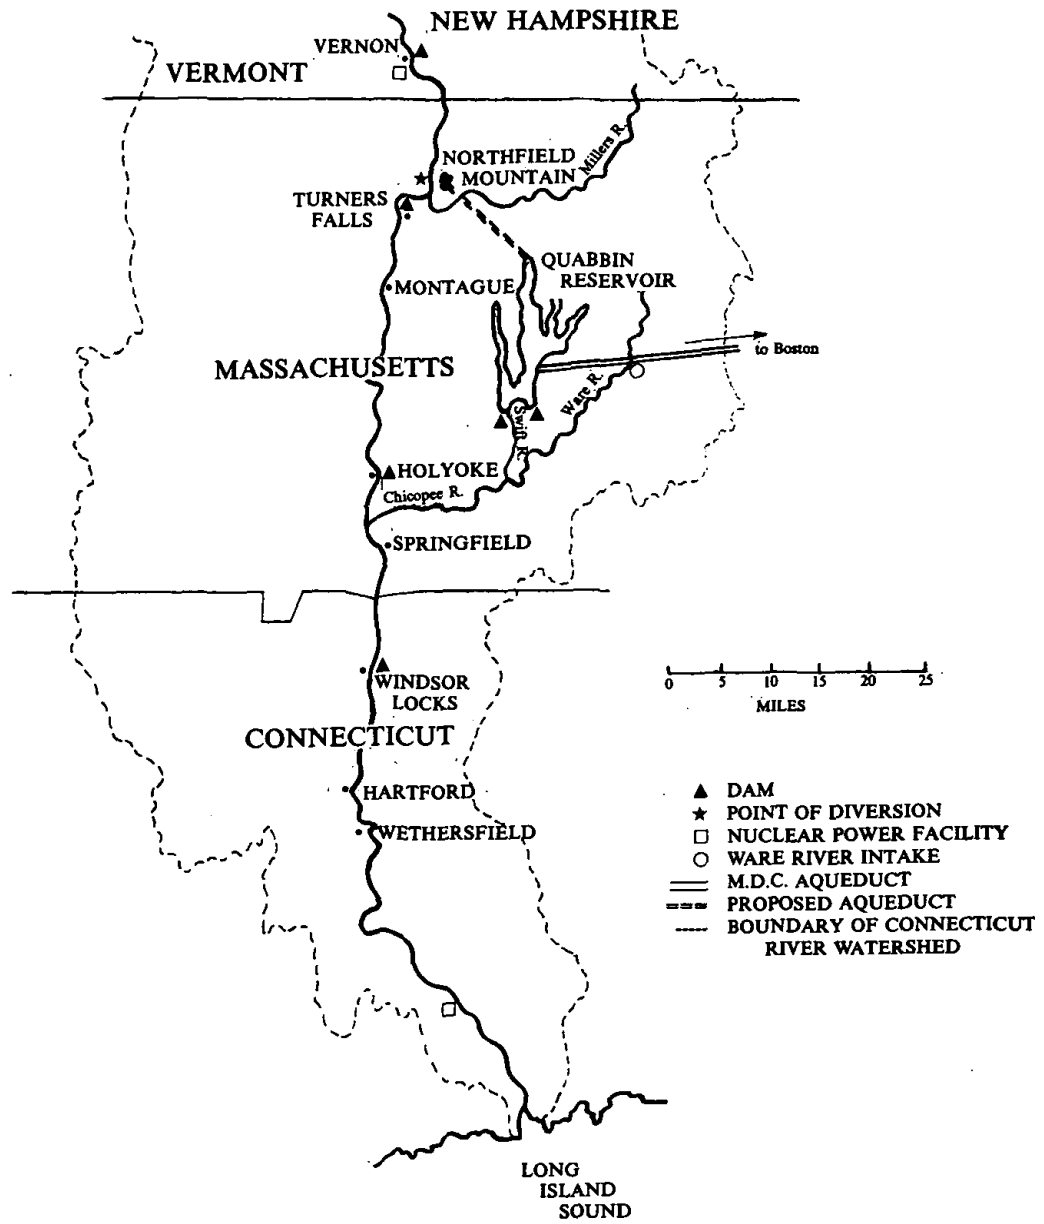 NEW HAMPSHIRE
VERNON
VERMONT
Millers R.
NORTHFIELD
MOUNTAIN
TURNERS
FALLS
QUABBIN
RESERVOIR
MONTAGUE
to Boston
MASSACHUSETTS
Ware R.
Swift R.
HOLYOKE
Chicopee R.
SPRINGFIELD
WINDSOR
LOCKS
0 5 10 15 20 25
MILES
CONNECTICUT
HARTFORD
WETHERSFIELD
DAM
POINT OF DIVERSION
NUCLEAR POWER FACILITY
WARE RIVER INTAKE
M.D.C. AQUEDUCT
PROPOSED AQUEDUCT
BOUNDARY OF CONNECTICUT
RIVER WATERSHED
LONG
ISLAND
SOUND